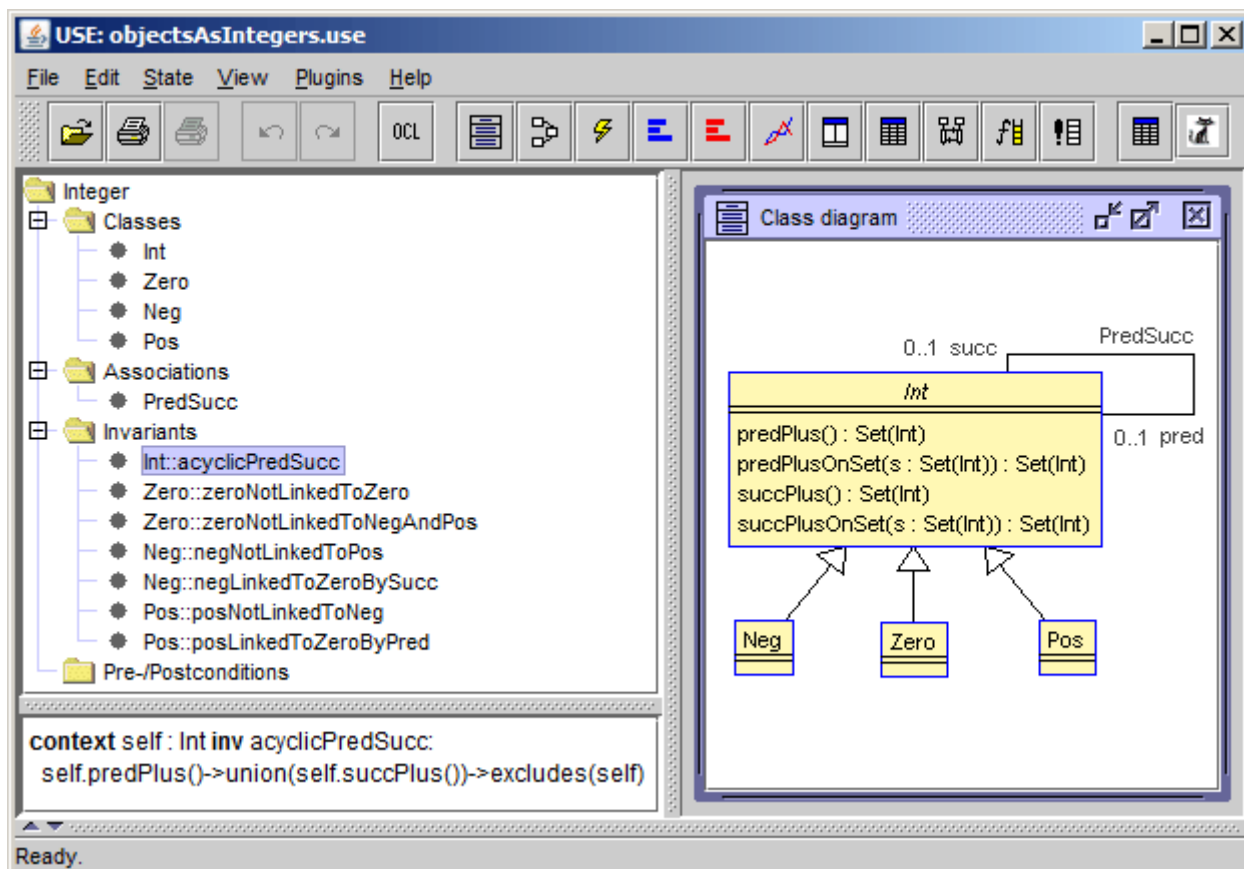 USE: objectsAsIntegers.use
File Edit State View Plugins Help
OCL
Integer
Classes
Int
Zero
Neg
Pos
Associations
PredSucc
Invariants
Int::acyclicPredSucc
Zero::zeroNotLinkedToZero
Zero::zeroNotLinkedToNegAndPos
Neg::negNotLinkedToPos
Neg::negLinkedToZeroBySucc
Pos::posNotLinkedToNeg
Pos::posLinkedToZeroByPred
Pre-/Postconditions
context self : Int inv acyclicPredSucc:
self.predPlus()->union(self.succPlus())->excludes(self)
Class diagram
PredSucc
0..1 succ
Int
predPlus() : Set(Int)
predPlusOnSet(s : Set(Int)) : Set(Int)
succPlus() : Set(Int)
succPlusOnSet(s : Set(Int)) : Set(Int)
0..1 pred
Neg Zero Pos
Ready.